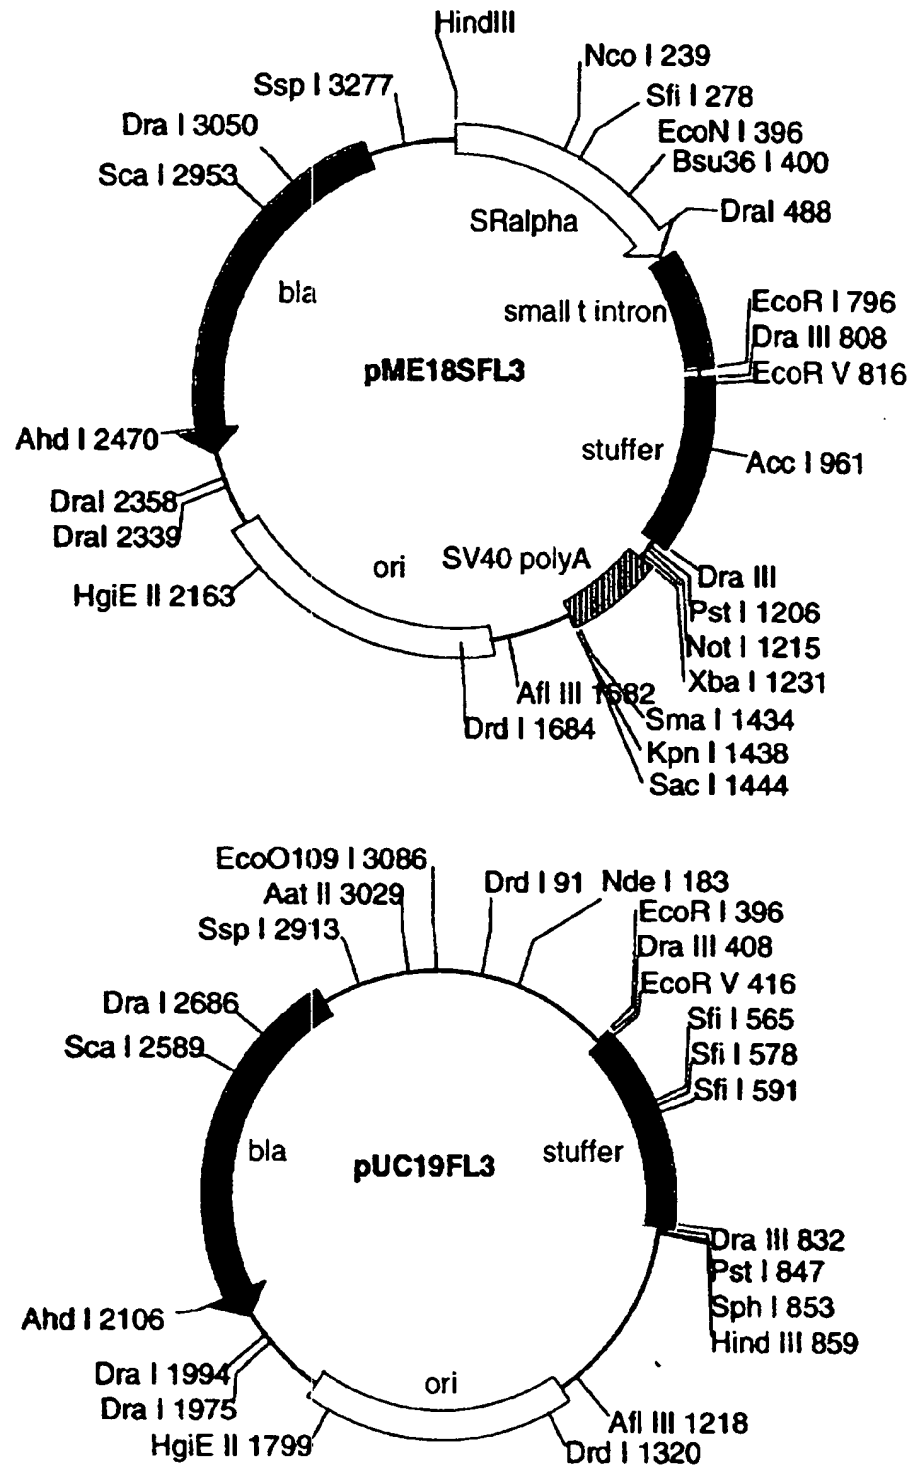 HindIII
Nco I 239
Ssp I 3277
Sfi I 278
Dra I 3050
EcoN I 396
Bsu36 I 400
Sca I 2953
DraI 488
SRalpha
bla
small t intron
EcoR I 796
Dra III 808
pME18SFL3
EcoR V 816
Ahd I 2470
stuffer
Acc I 961
DraI 2358
DraI 2339
ori
SV40 polyA
Dra III
HgiE II 2163
Pst I 1206
Not I 1215
Xba I 1231
Afl III 1682
Sma I 1434
Drd I 1684
Kpn I 1438
Sac I 1444
EcoO109 I 3086
Drd I 91
Nde I 183
Aat II 3029
EcoR I 396
Ssp I 2913
Dra III 408
EcoR V 416
Dra I 2686
Sfi I 565
Sca I 2589
Sfi I 578
Sfi I 591
bla
pUC19FL3
stuffer
Dra III 832
Pst I 847
Sph I 853
Ahd I 2106
Hind III 859
Dra I 1994
ori
Dra I 1975
Afl III 1218
HgiE II 1799
Drd I 1320